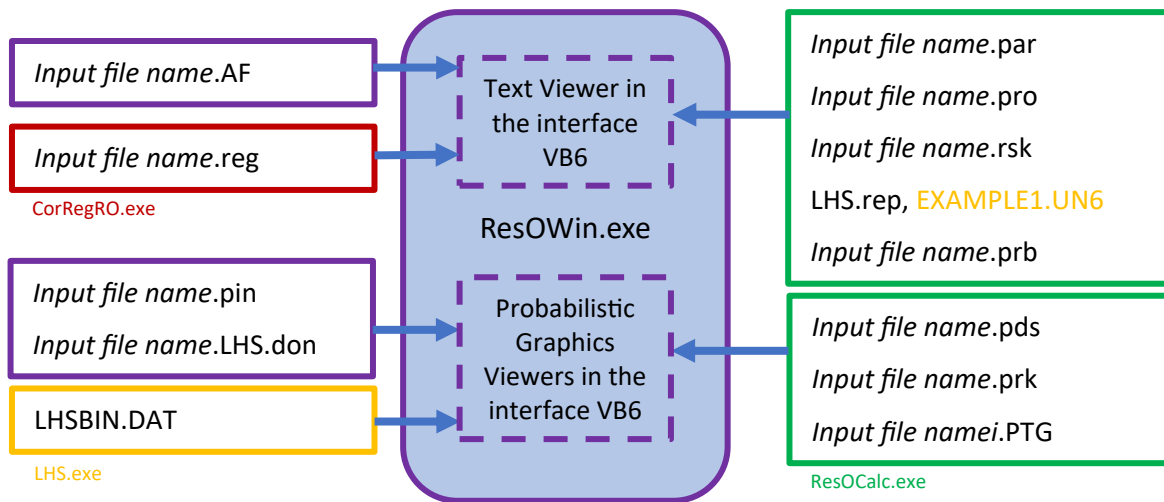 Input file name.AF
Input file name.reg
CorRegRO.exe
Input file name.pin
Input file name.LHS.don
LHSBIN.DAT
LHS.exe
Text Viewer in
the interface
VB6
ResOWin.exe
Probabilistic
Graphics
Viewers in the
interface VB6
Input file name.par
Input file name.pro
Input file name.rsk
LHS.rep, EXAMPLE1.UN6
Input file name.prb
Input file name.pds
Input file name.prk
Input file namei.PTG
ResOCalc.exe